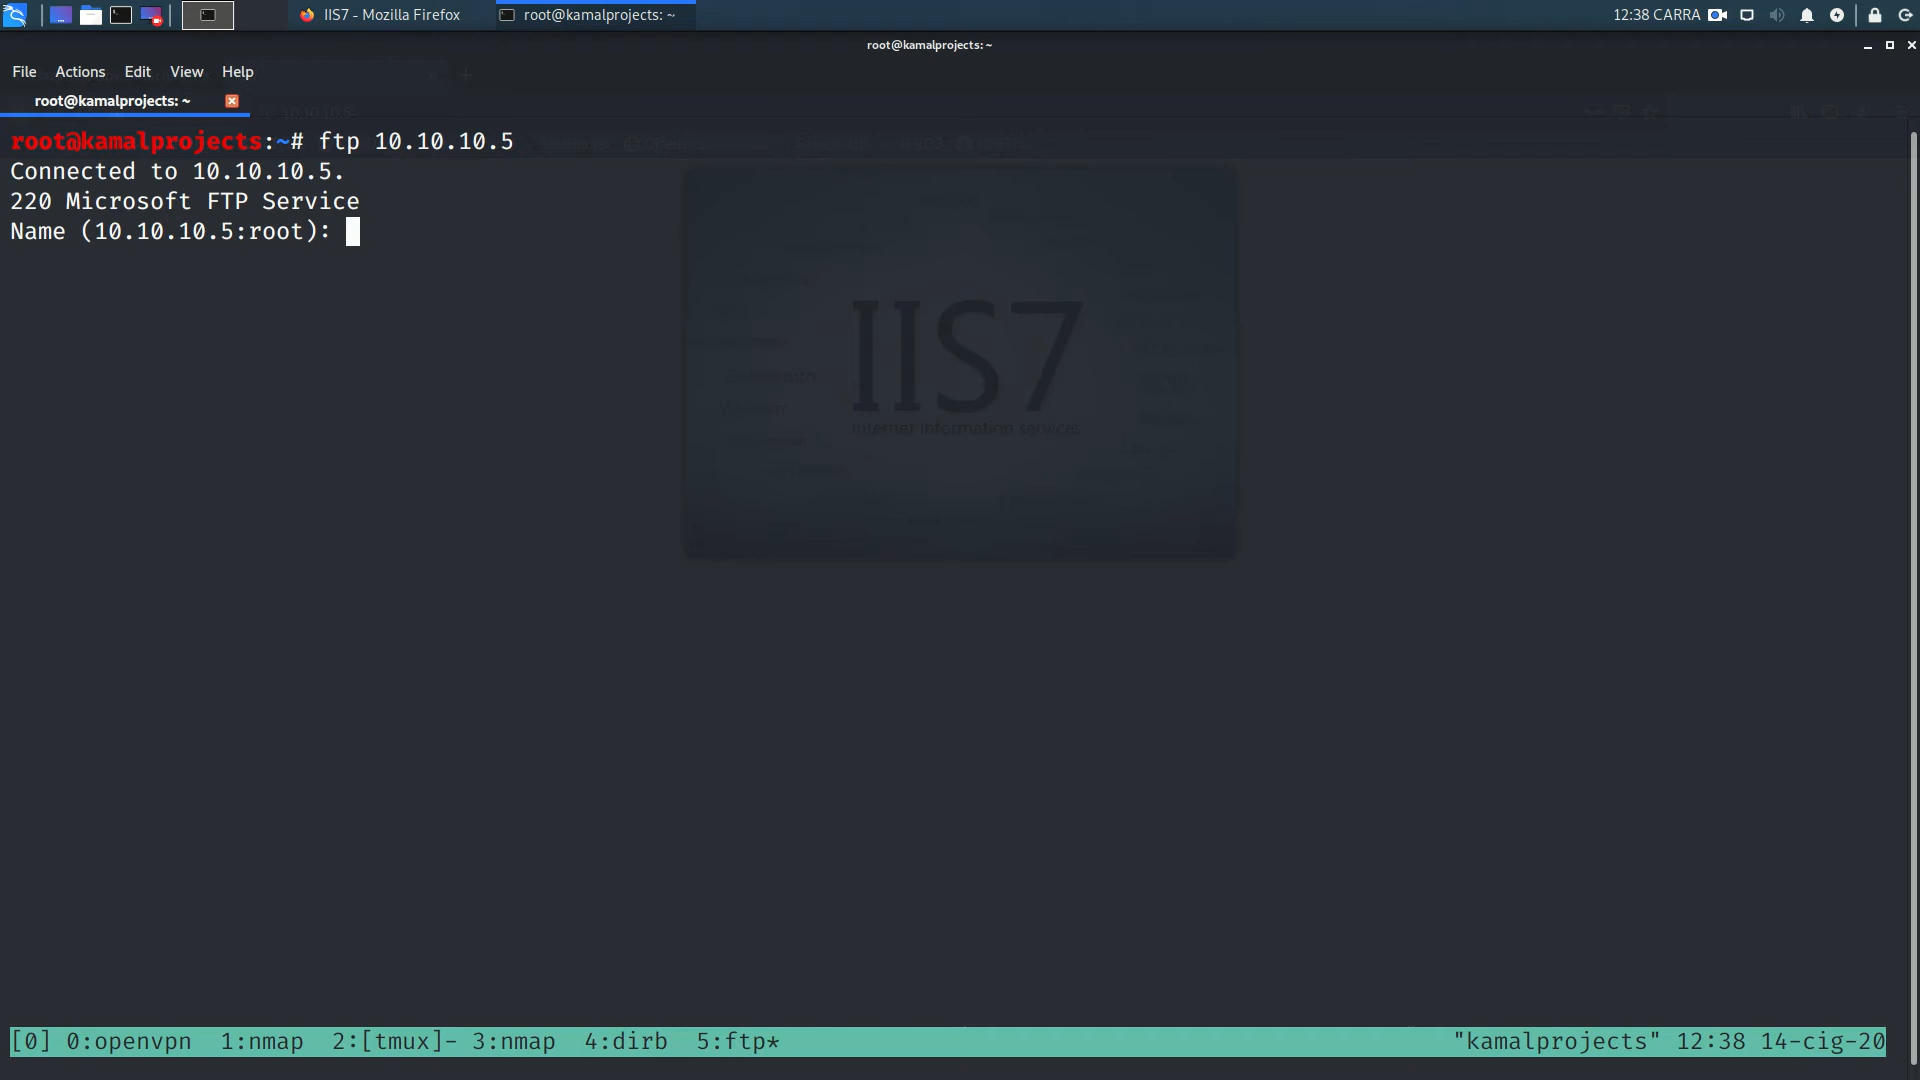 IIS7 - Mozilla Firefox
root@kamalprojects: ~
12:38 CARRA
root@kamalprojects: ~
File Actions Edit View Help
root@kamalprojects: ~
root@kamalprojects:~# ftp 10.10.10.5
Connected to 10.10.10.5.
220 Microsoft FTP Service
Name (10.10.10.5:root):
IIS7
internet information services
[0] 0:openvpn 1:nmap 2:[tmux]- 3:nmap 4:dirb 5:ftp* "kamalprojects" 12:38 14-cig-20